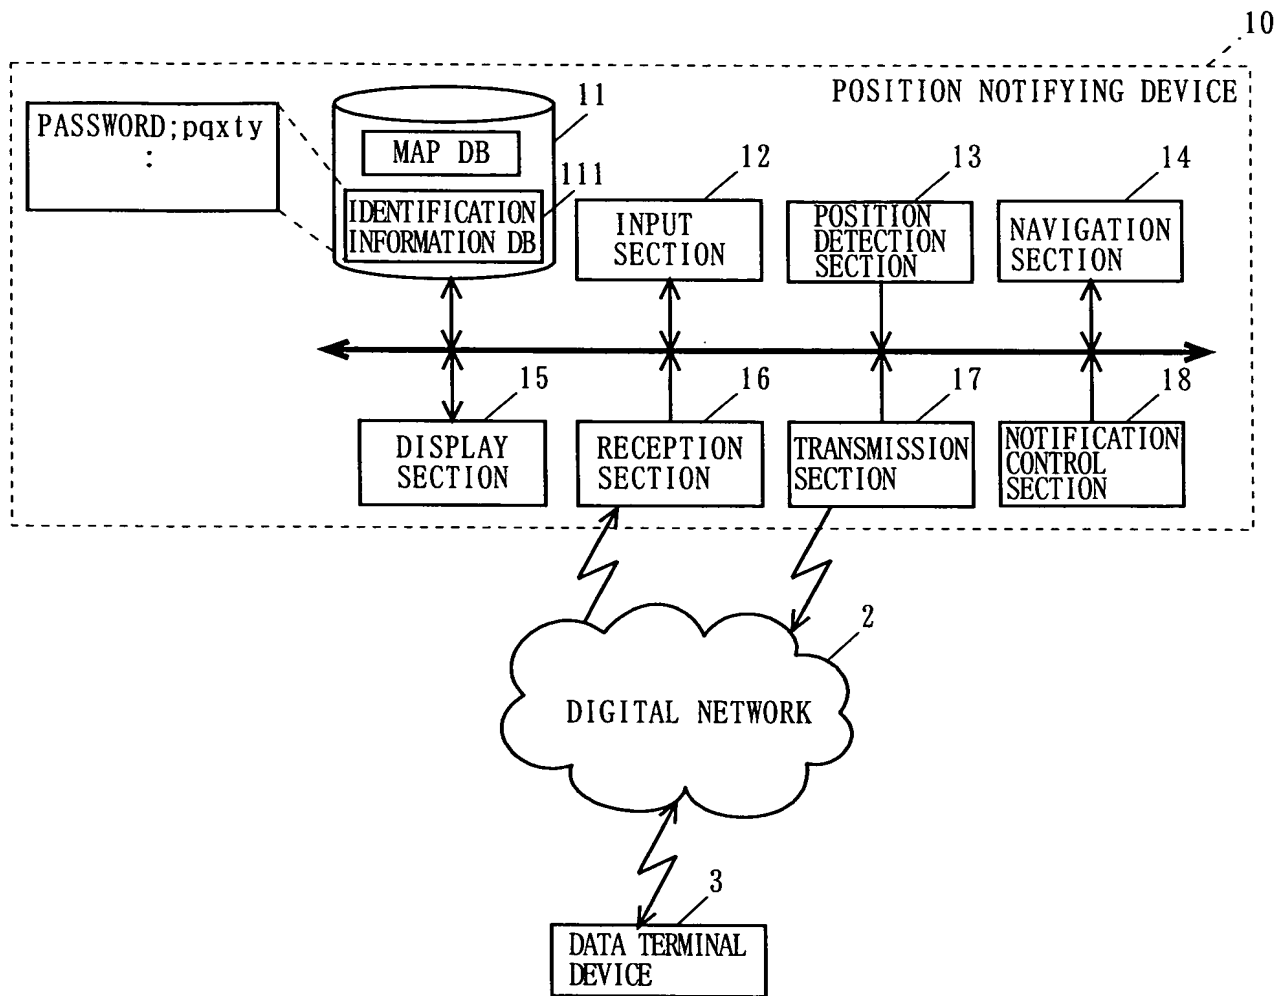 10
POSITION NOTIFYING DEVICE
PASSWORD;pqxty
:
11
MAP DB
111
IDENTIFICATION
INFORMATION DB
12
INPUT
SECTION
13
POSITION
DETECTION
SECTION
14
NAVIGATION
SECTION
15
DISPLAY
SECTION
16
RECEPTION
SECTION
17
TRANSMISSION
SECTION
18
NOTIFICATION
CONTROL
SECTION
2
DIGITAL NETWORK
3
DATA TERMINAL
DEVICE